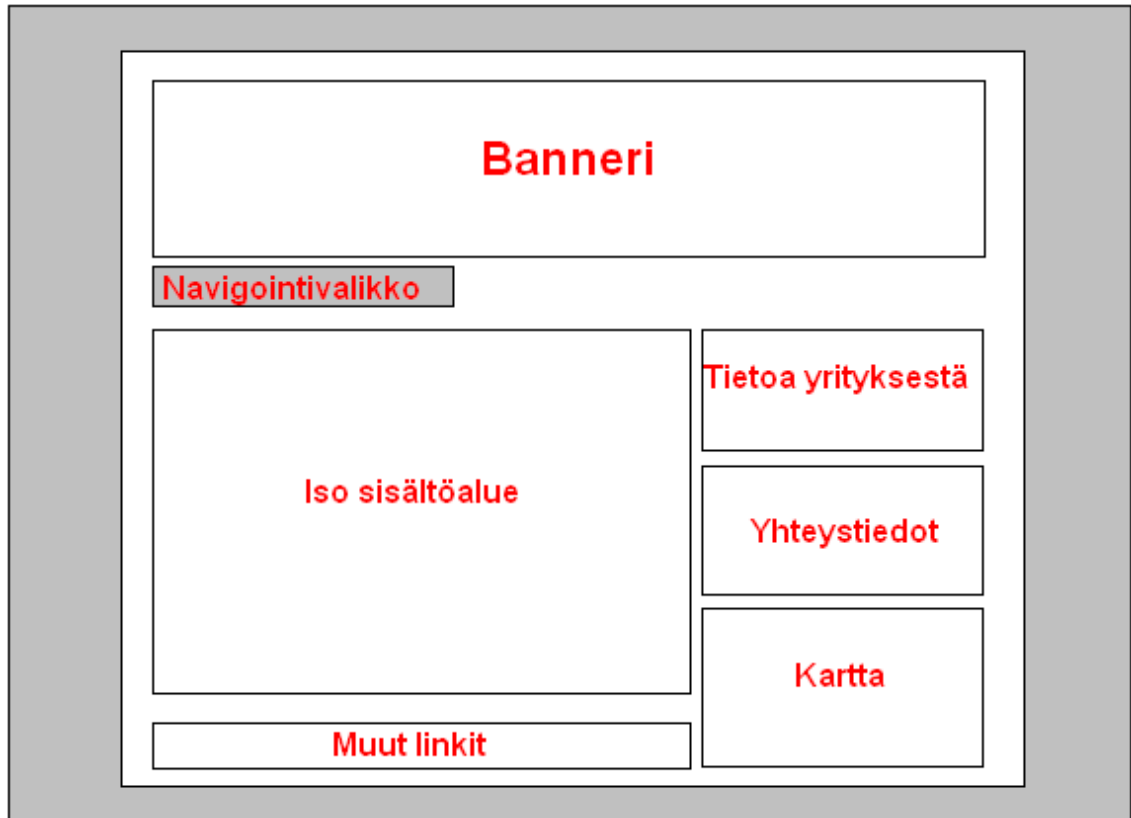 Banneri
Navigointivalikko
Tietoa yrityksestä
Iso sisältöalue
Yhteystiedot
Kartta
Muut linkit